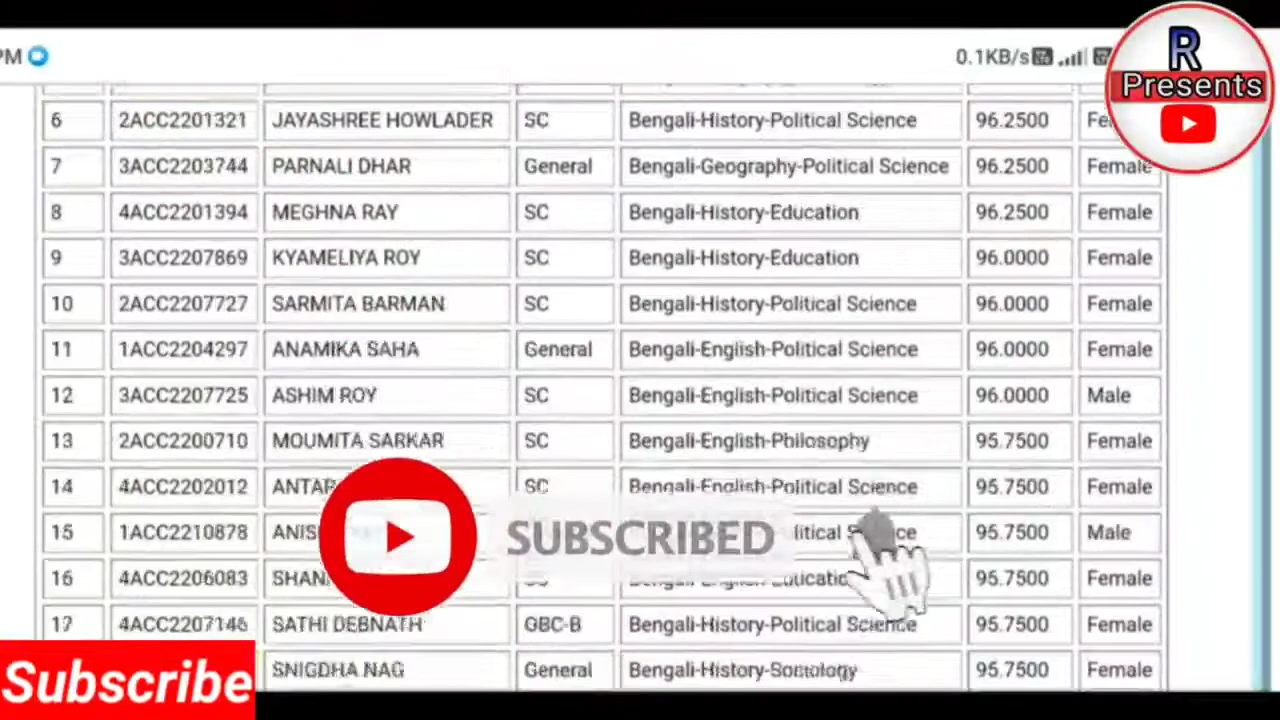 PM 0.1KB/s
R
Presents
6 2ACC2201321 JAYASHREE HOWLADER SC Bengali-History-Political Science 96.2500
7 3ACC2203744 PARNALI DHAR General Bengali-Geography-Political Science 96.2500 Female
8 4ACC2201394 MEGHNA RAY SC Bengali-History-Education 96.2500 Female
9 3ACC2207869 KYAMELIYA ROY SC Bengali-History-Education 96.0000 Female
10 2ACC2207727 SARMITA BARMAN SC Bengali-History-Political Science 96.0000 Female
11 1ACC2204297 ANAMIKA SAHA General Bengali-English-Political Science 96.0000 Female
12 3ACC2207725 ASHIM ROY SC Bengali-English-Political Science 96.0000 Male
13 2ACC2200710 MOUMITA SARKAR SC Bengali-English-Philosophy 95.7500 Female
14 4ACC2202012 SC Bengali-English-Political Science 95.7500 Female
15 1ACC2210878 95.7500 Male
SUBSCRIBED
16 4ACC2206083 Bengali-English-Education 95.7500 Female
17 4ACC2207146 SATHI DEBNATH OBC-B Bengali-History-Political Science 95.7500 Female
SNIGDHA NAG General Bengali-History-Sociology 95.7500 Female
Subscribe